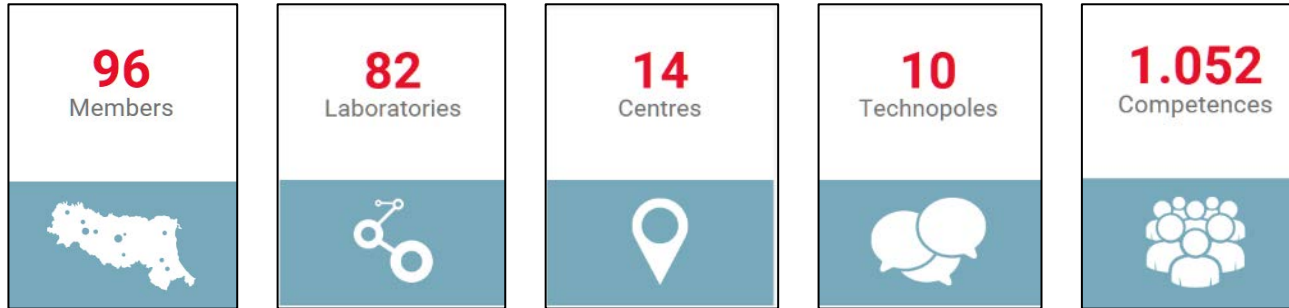 96
Members
82
Laboratories
14
Centres
10
Technopoles
1.052
Competences